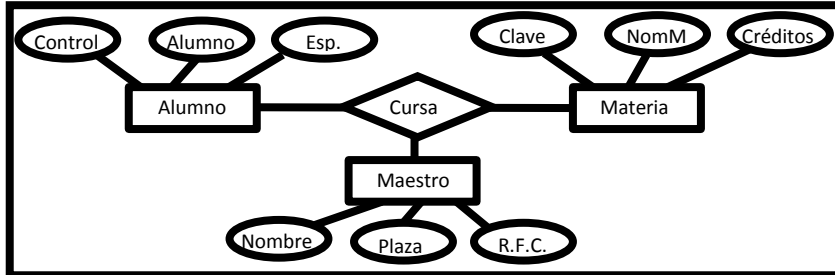 Control
Alumno
Esp.
Clave
NomM
Créditos
Alumno
Cursa
Materia
Maestro
Nombre
Plaza
R.F.C.